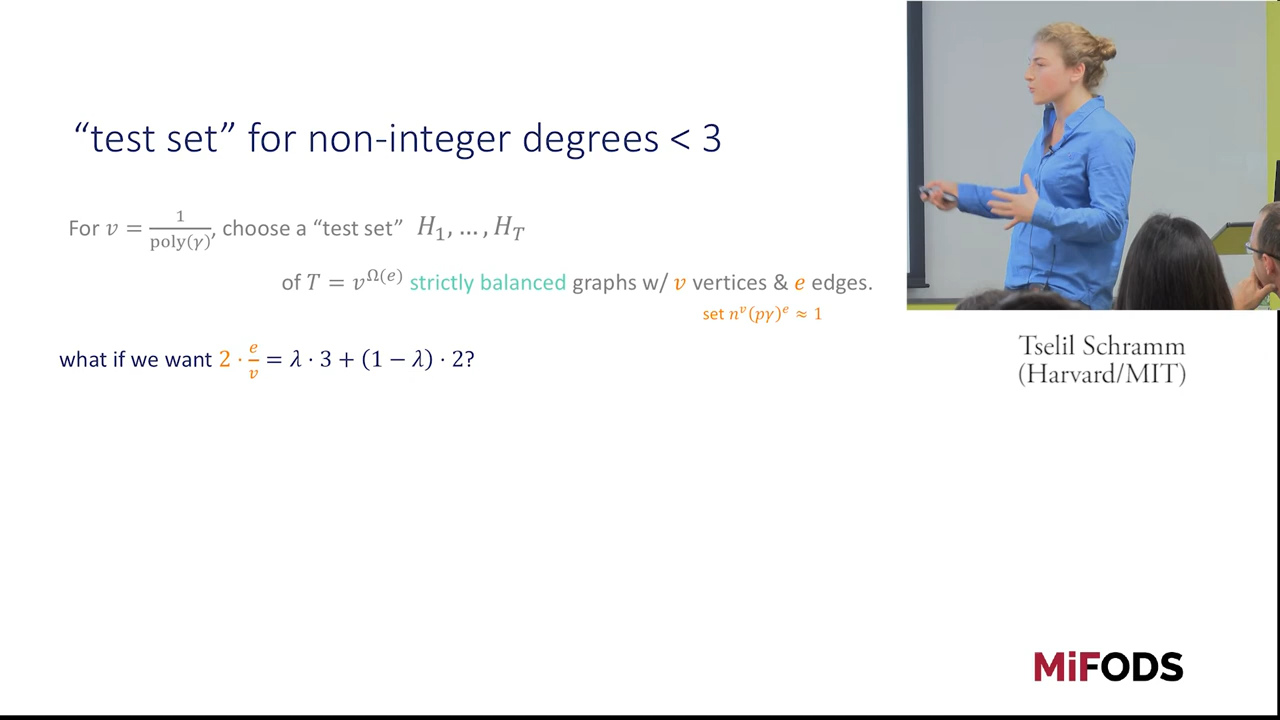 “test set” for non-integer degrees < 3
For v = 1/poly(γ), choose a “test set” H₁, … , H_T
of T = v^Ω(e) strictly balanced graphs w/ v vertices & e edges.
set n^v(pγ)^e ≈ 1
what if we want 2 · e/v = λ · 3 + (1 − λ) · 2?
Tselil Schramm
(Harvard/MIT)
MiFODS